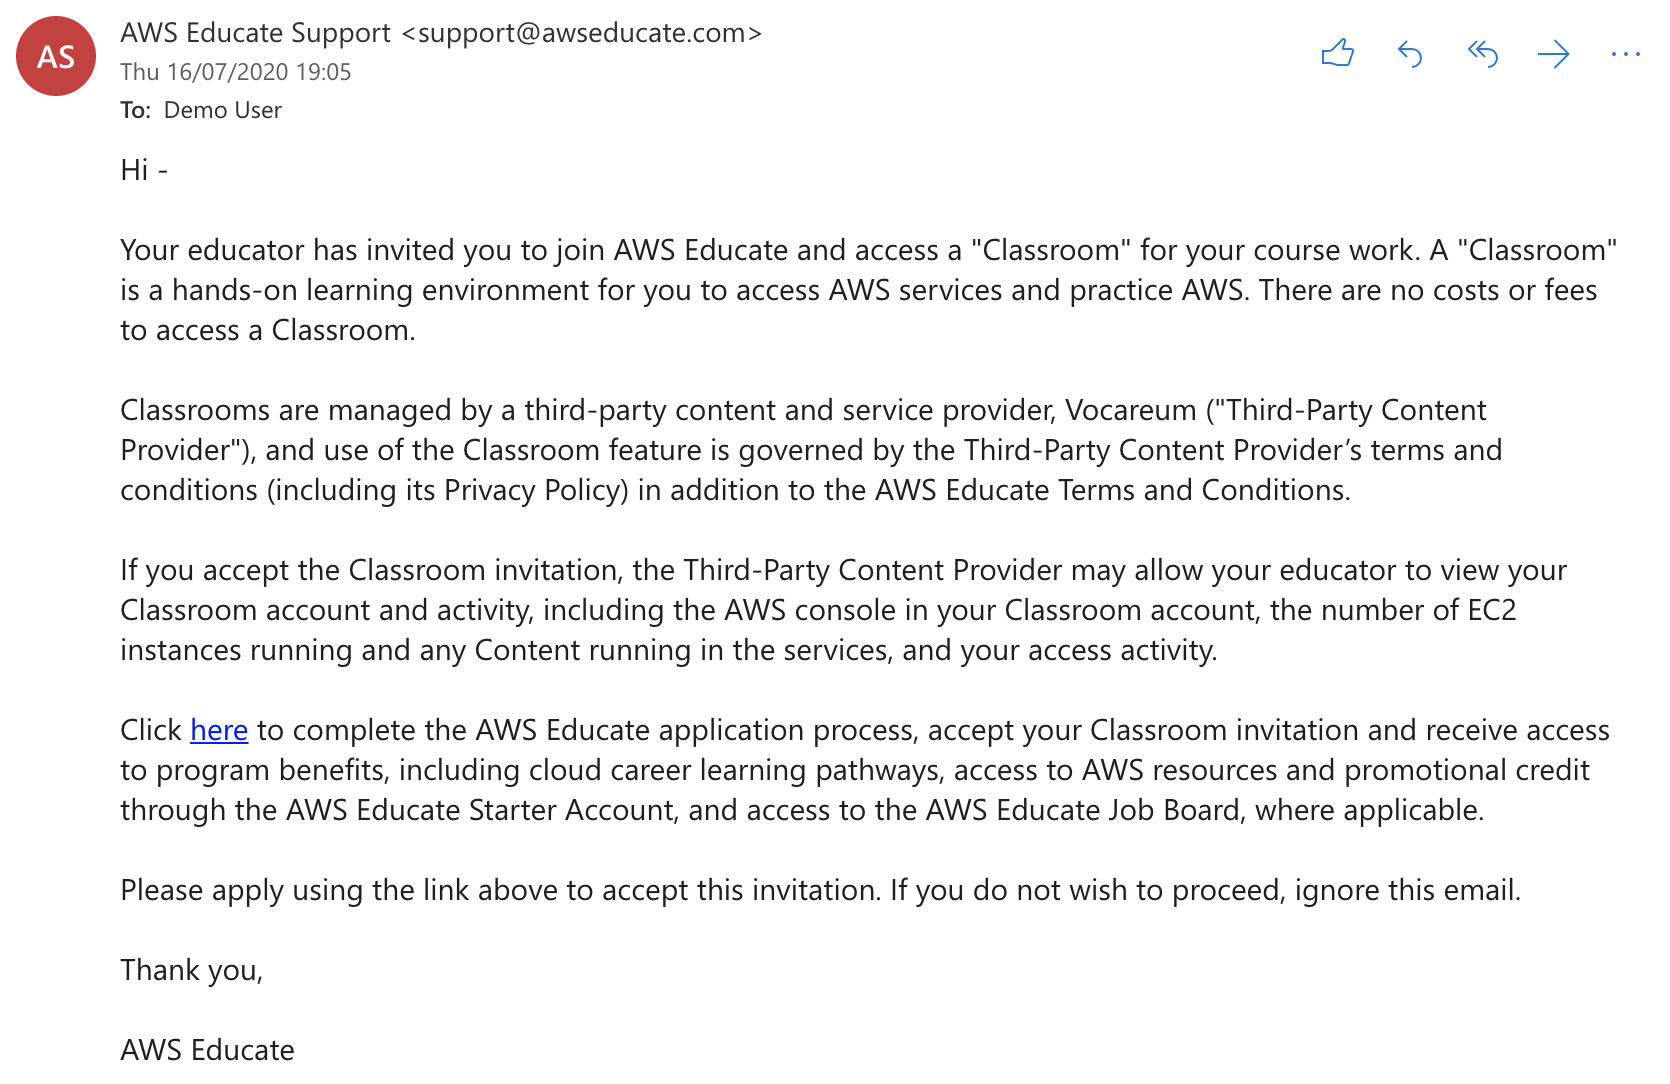 AS
AWS Educate Support <support@awseducate.com>
Thu 16/07/2020 19:05
To: Demo User
Hi -
Your educator has invited you to join AWS Educate and access a "Classroom" for your course work. A "Classroom"
is a hands-on learning environment for you to access AWS services and practice AWS. There are no costs or fees
to access a Classroom.
Classrooms are managed by a third-party content and service provider, Vocareum ("Third-Party Content
Provider"), and use of the Classroom feature is governed by the Third-Party Content Provider’s terms and
conditions (including its Privacy Policy) in addition to the AWS Educate Terms and Conditions.
If you accept the Classroom invitation, the Third-Party Content Provider may allow your educator to view your
Classroom account and activity, including the AWS console in your Classroom account, the number of EC2
instances running and any Content running in the services, and your access activity.
Click here to complete the AWS Educate application process, accept your Classroom invitation and receive access
to program benefits, including cloud career learning pathways, access to AWS resources and promotional credit
through the AWS Educate Starter Account, and access to the AWS Educate Job Board, where applicable.
Please apply using the link above to accept this invitation. If you do not wish to proceed, ignore this email.
Thank you,
AWS Educate